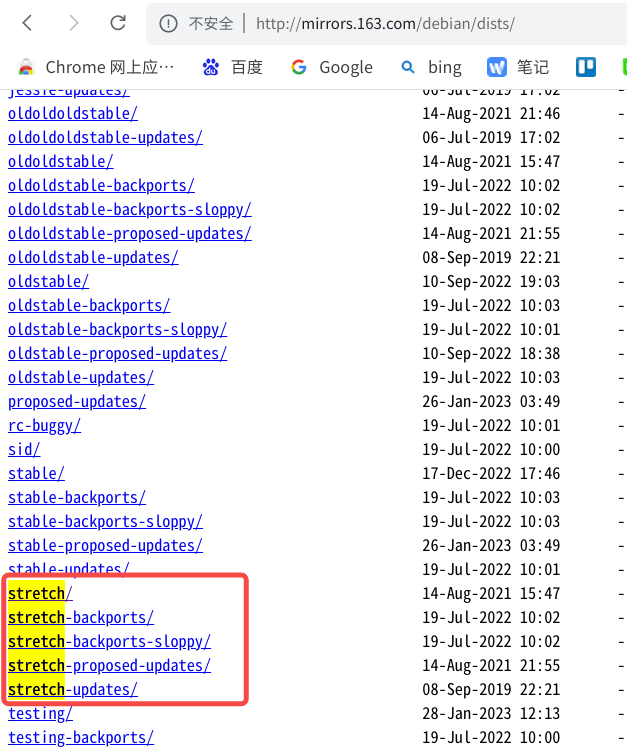 不安全 http://mirrors.163.com/debian/dists/
Chrome 网上应… 百度 Google bing 笔记
jessie-updates/ 06-Jul-2019 17:02 -
oldoldoldstable/ 14-Aug-2021 21:46 -
oldoldoldstable-updates/ 06-Jul-2019 17:02 -
oldoldstable/ 14-Aug-2021 15:47 -
oldoldstable-backports/ 19-Jul-2022 10:02 -
oldoldstable-backports-sloppy/ 19-Jul-2022 10:02 -
oldoldstable-proposed-updates/ 14-Aug-2021 21:55 -
oldoldstable-updates/ 08-Sep-2019 22:21 -
oldstable/ 10-Sep-2022 19:03 -
oldstable-backports/ 19-Jul-2022 10:03 -
oldstable-backports-sloppy/ 19-Jul-2022 10:01 -
oldstable-proposed-updates/ 10-Sep-2022 18:38 -
oldstable-updates/ 19-Jul-2022 10:03 -
proposed-updates/ 26-Jan-2023 03:49 -
rc-buggy/ 19-Jul-2022 10:01 -
sid/ 19-Jul-2022 10:00 -
stable/ 17-Dec-2022 17:46 -
stable-backports/ 19-Jul-2022 10:03 -
stable-backports-sloppy/ 19-Jul-2022 10:03 -
stable-proposed-updates/ 26-Jan-2023 03:49 -
stable-updates/ 19-Jul-2022 10:01 -
stretch/ 14-Aug-2021 15:47 -
stretch-backports/ 19-Jul-2022 10:02 -
stretch-backports-sloppy/ 19-Jul-2022 10:02 -
stretch-proposed-updates/ 14-Aug-2021 21:55 -
stretch-updates/ 08-Sep-2019 22:21 -
testing/ 28-Jan-2023 12:13 -
testing-backports/ 19-Jul-2022 10:00 -